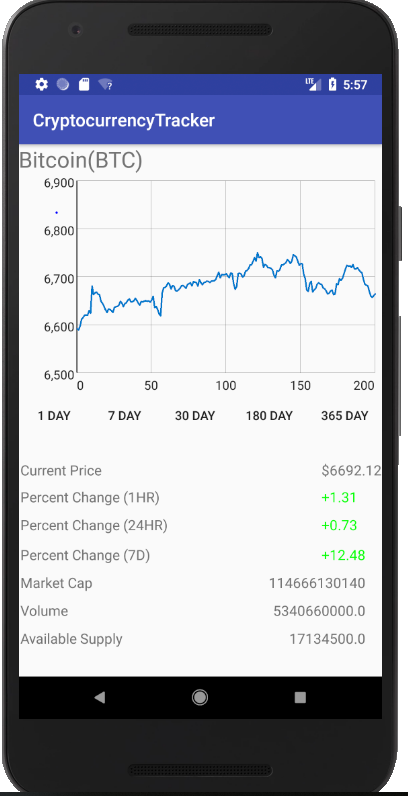 LTE 5:57
CryptocurrencyTracker
Bitcoin(BTC)
6,900
6,800
6,700
6,600
6,500
0 50 100 150 200
1 DAY 7 DAY 30 DAY 180 DAY 365 DAY
Current Price $6692.12
Percent Change (1HR) +1.31
Percent Change (24HR) +0.73
Percent Change (7D) +12.48
Market Cap 114666130140
Volume 5340660000.0
Available Supply 17134500.0